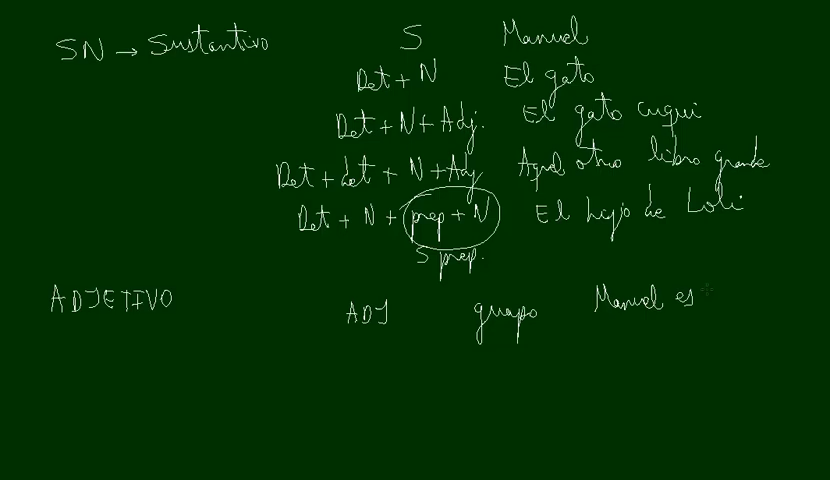 SN → Sustantivo S Manuel
Det + N El gato
Det + N + Adj. El gato cuqui
Det + det + N + Adj Aquel otro libro grande
Det + N + prep + N El hijo de Loli
S prep.
ADJETIVO ADJ guapo Manuel es